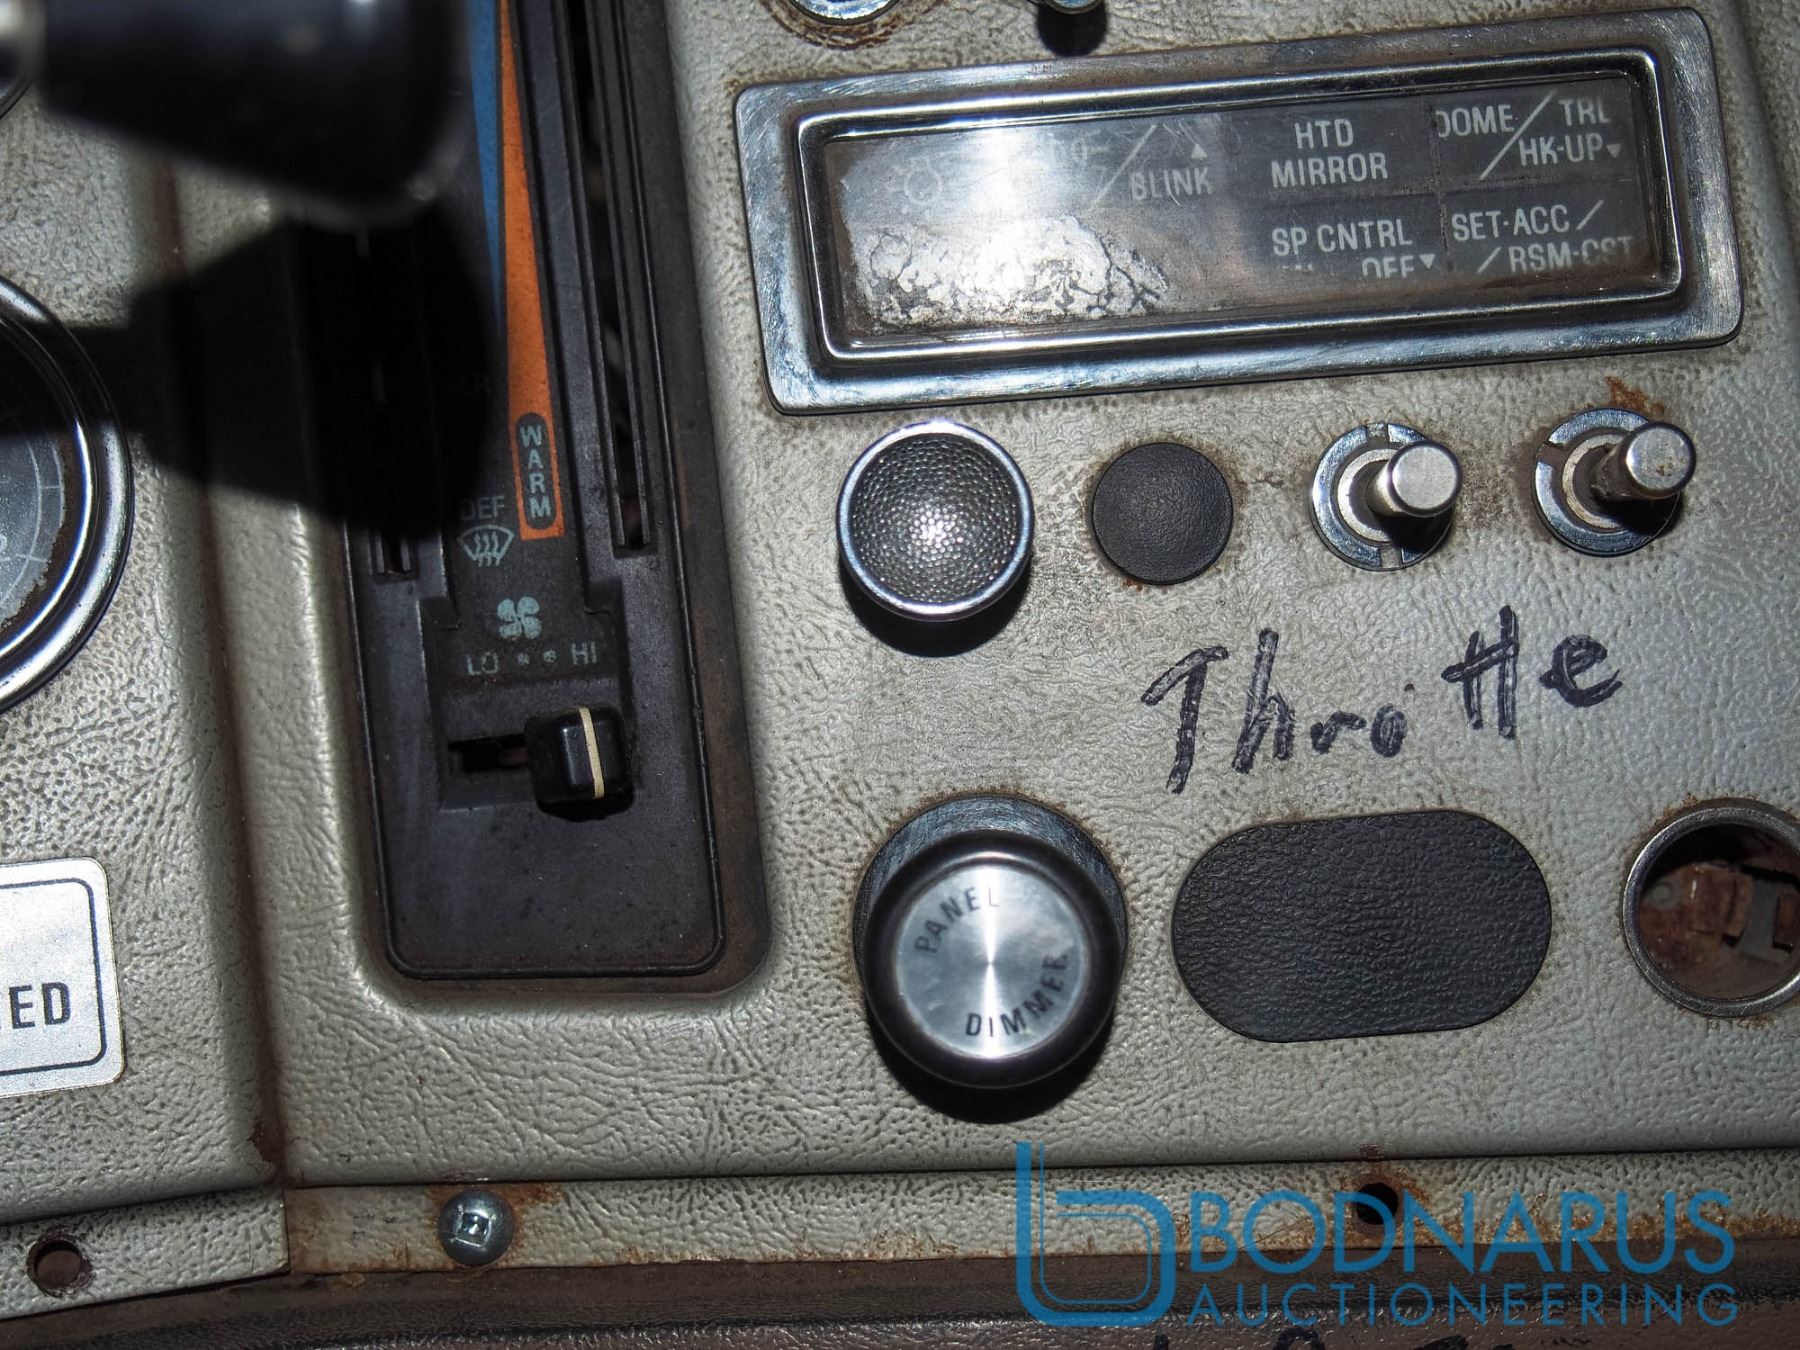 BLINK
HTD
MIRROR
DOME / TRL
HK-UP
SP CNTRL
OFF
SET-ACC /
/ RSM-CST
WARM
DEF
LO HI
Throttle
PANEL
DIMMER
ED
BODNARUS
AUCTIONEERING